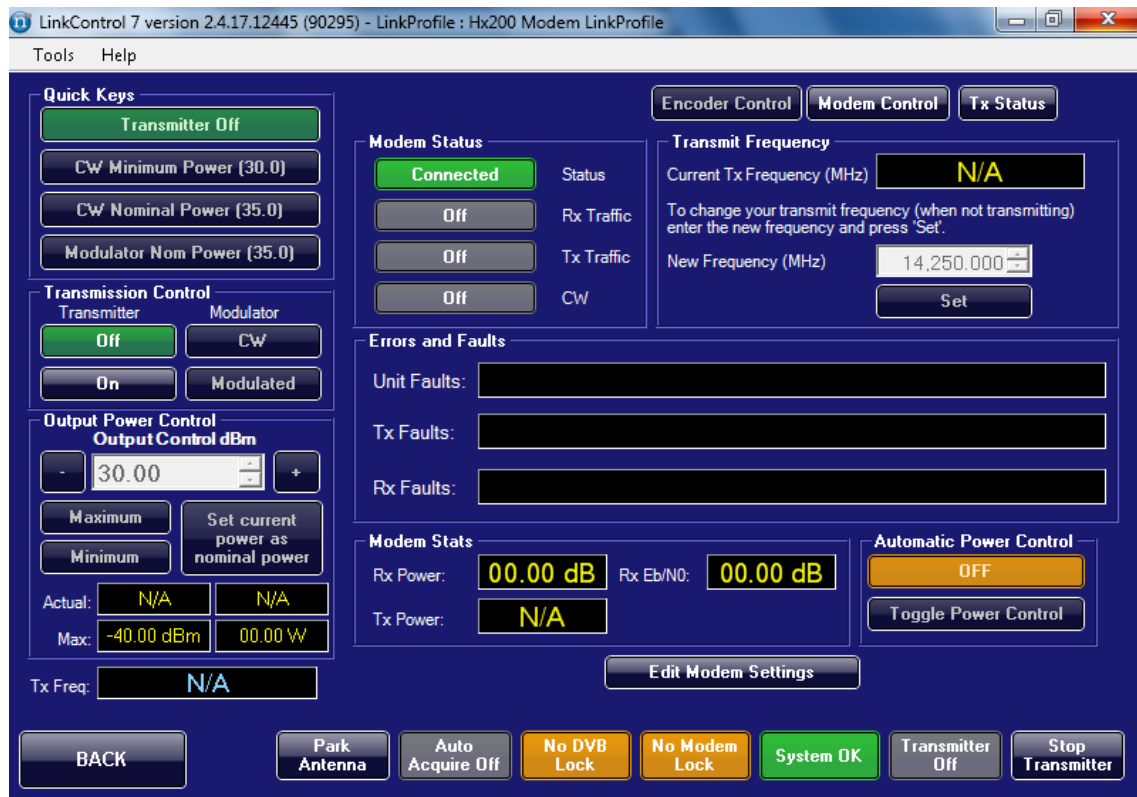 LinkControl 7 version 2.4.17.12445 (90295) - LinkProfile : Hx200 Modem LinkProfile
Tools Help
Quick Keys
Transmitter Off
CW Minimum Power (30.0)
CW Nominal Power (35.0)
Modulator Nom Power (35.0)
Transmission Control
Transmitter Modulator
Off CW
On Modulated
Output Power Control
Output Control dBm
- 30.00 +
Maximum
Minimum
Set current
power as
nominal power
Actual: N/A N/A
Max: -40.00 dBm 00.00 W
Tx Freq: N/A
Encoder Control Modem Control Tx Status
Modem Status
Connected Status
Off Rx Traffic
Off Tx Traffic
Off CW
Transmit Frequency
Current Tx Frequency (MHz) N/A
To change your transmit frequency (when not transmitting)
enter the new frequency and press 'Set'.
New Frequency (MHz) 14,250.000
Set
Errors and Faults
Unit Faults:
Tx Faults:
Rx Faults:
Modem Stats
Rx Power: 00.00 dB Rx Eb/N0: 00.00 dB
Tx Power: N/A
Automatic Power Control
OFF
Toggle Power Control
Edit Modem Settings
BACK
Park
Antenna
Auto
Acquire Off
No DVB
Lock
No Modem
Lock
System OK
Transmitter
Off
Stop
Transmitter